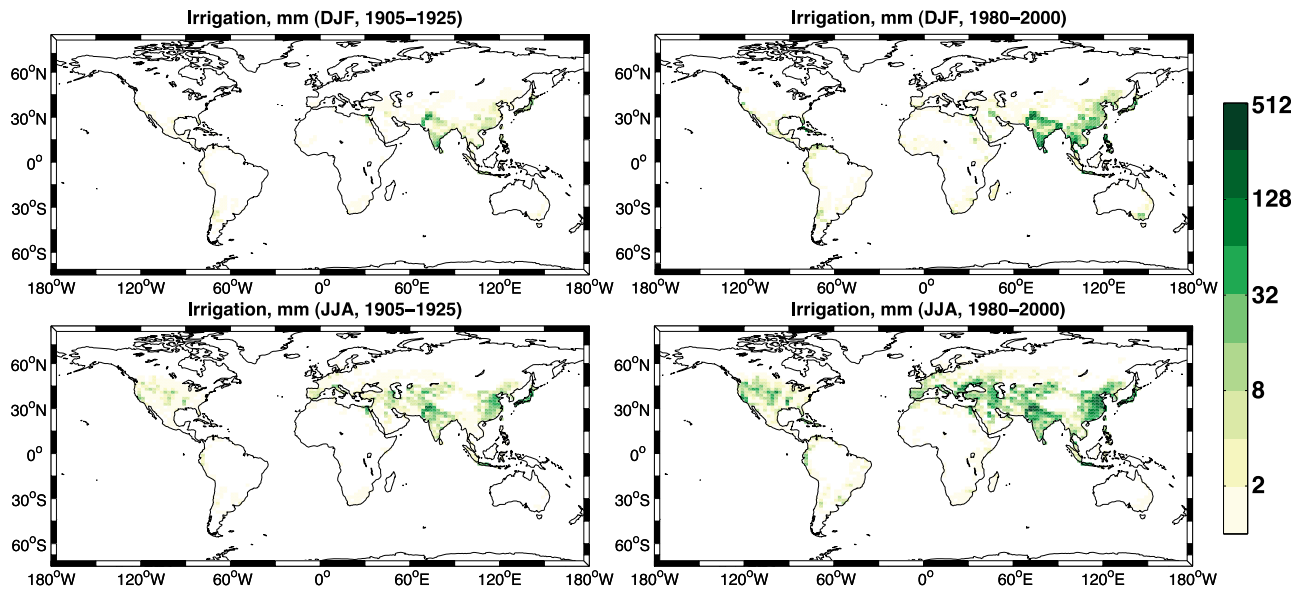 Irrigation, mm (DJF, 1905−1925)
60°N
30°N
0°
30°S
60°S
180°W 120°W 60°W 0° 60°E 120°E 180°W
Irrigation, mm (DJF, 1980−2000)
60°N
30°N
0°
30°S
60°S
180°W 120°W 60°W 0° 60°E 120°E 180°W
Irrigation, mm (JJA, 1905−1925)
60°N
30°N
0°
30°S
60°S
180°W 120°W 60°W 0° 60°E 120°E 180°W
Irrigation, mm (JJA, 1980−2000)
60°N
30°N
0°
30°S
60°S
180°W 120°W 60°W 0° 60°E 120°E 180°W
512
128
32
8
2